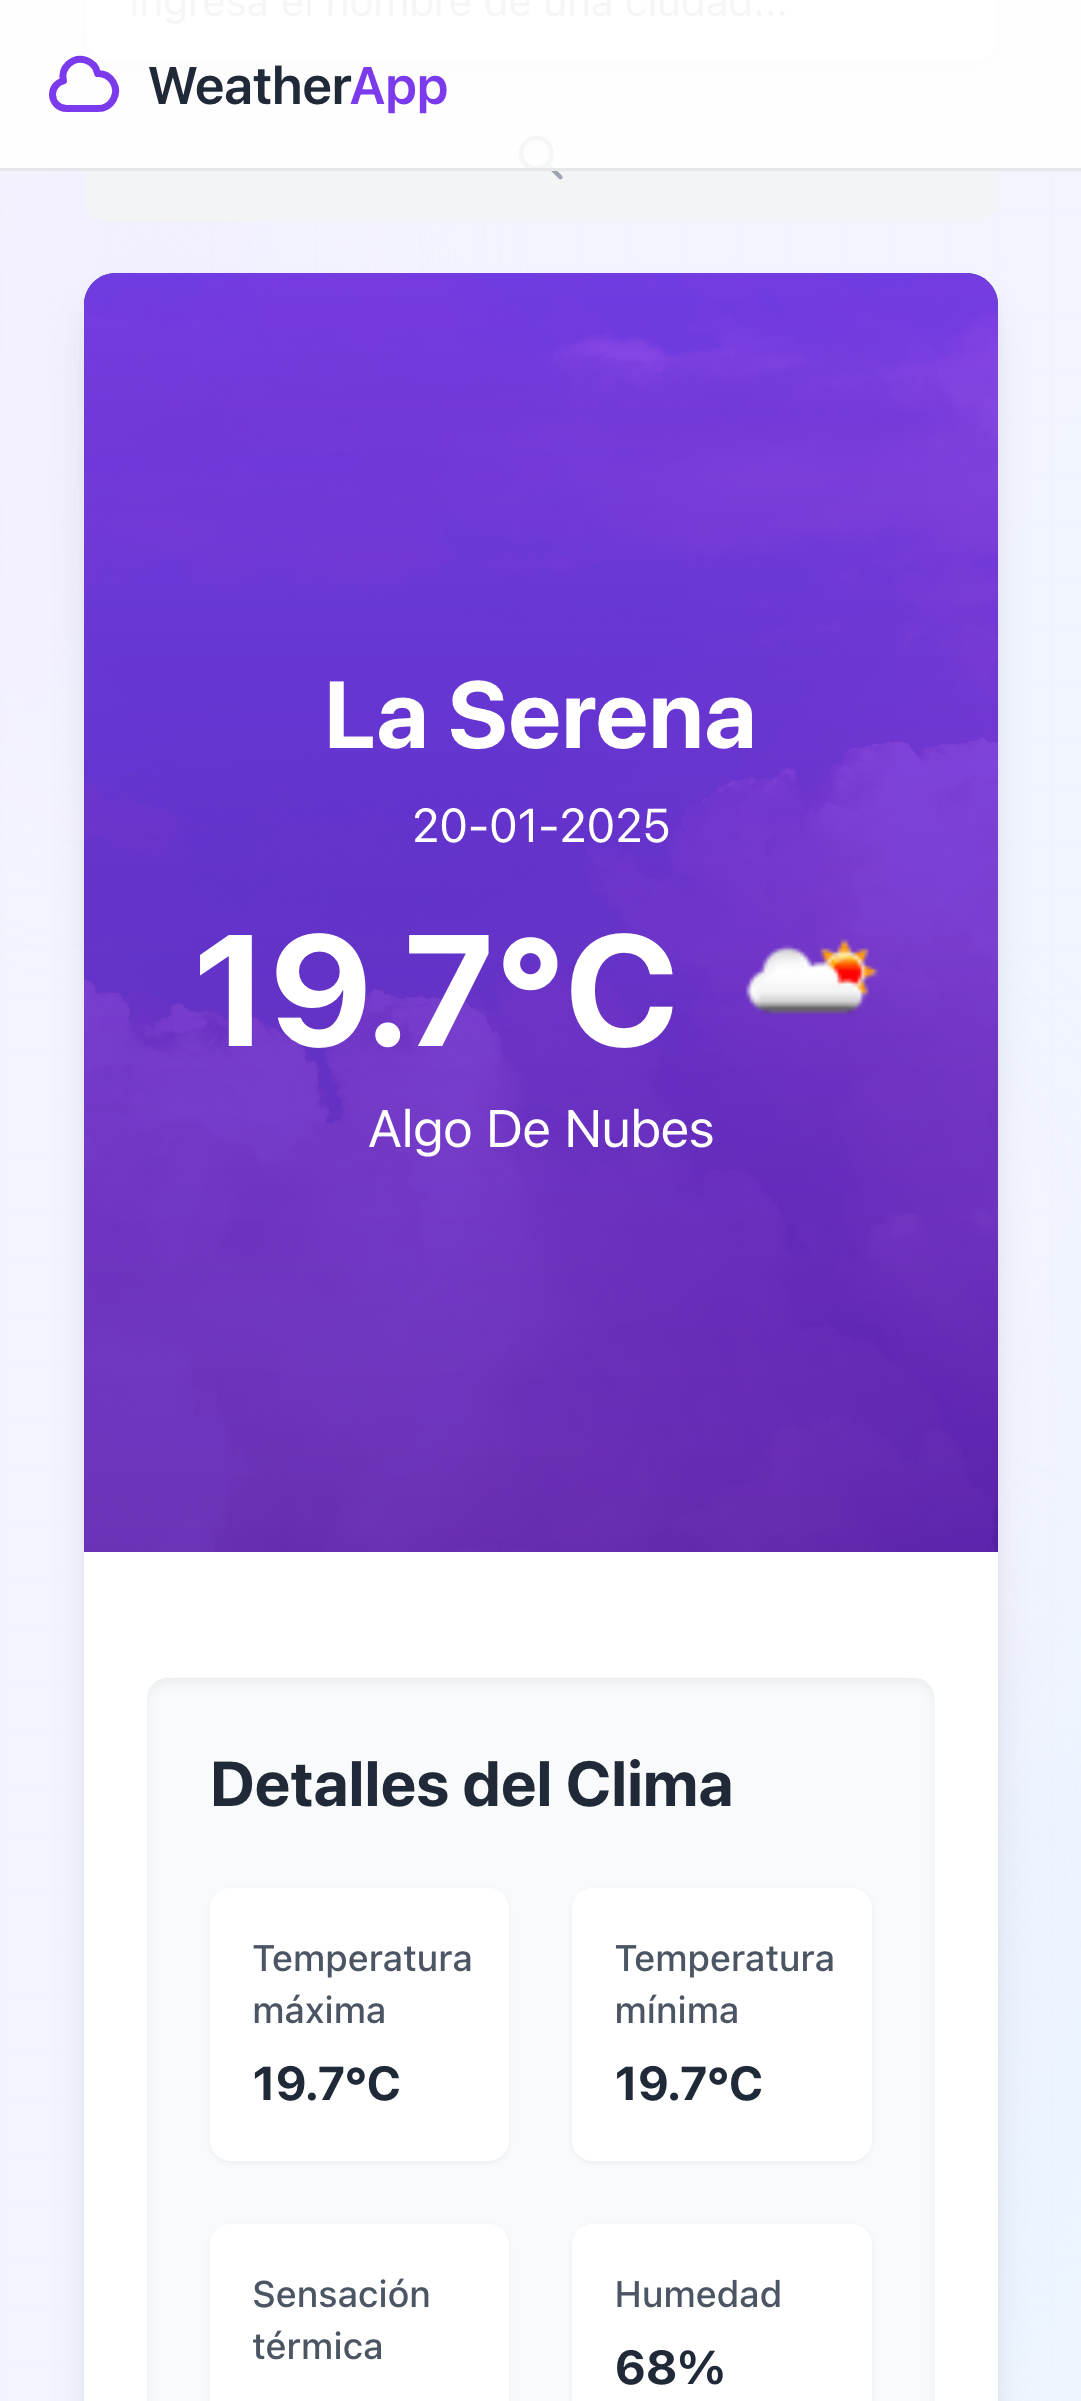 Ingresa el nombre de una ciudad...
WeatherApp
La Serena
20-01-2025
19.7°C
Algo De Nubes
Detalles del Clima
Temperatura
máxima
19.7°C
Temperatura
mínima
19.7°C
Sensación
térmica
Humedad
68%